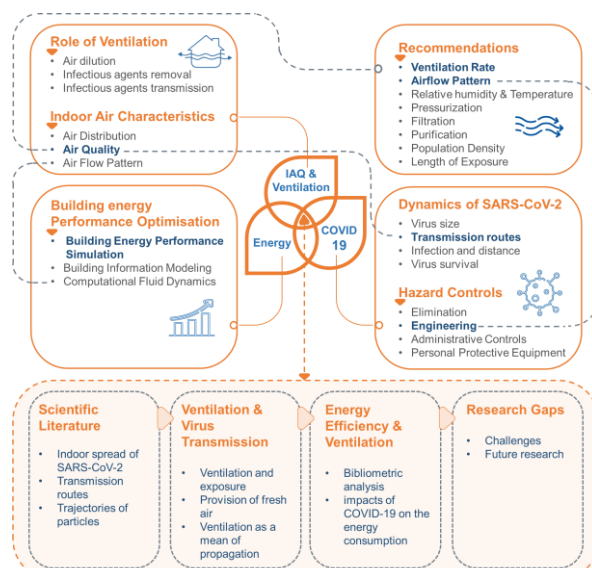 Role of Ventilation
• Air dilution
• Infectious agents removal
• Infectious agents transmission
Indoor Air Characteristics
• Air Distribution
• Air Quality
• Air Flow Pattern
Recommendations
• Ventilation Rate
• Airflow Pattern
• Relative humidity & Temperature
• Pressurization
• Filtration
• Purification
• Population Density
• Length of Exposure
IAQ &
Ventilation
Energy
COVID
19
Building energy
Performance Optimisation
• Building Energy Performance
Simulation
• Building Information Modeling
• Computational Fluid Dynamics
Dynamics of SARS-CoV-2
• Virus size
• Transmission routes
• Infection and distance
• Virus survival
Hazard Controls
• Elimination
• Engineering
• Administrative Controls
• Personal Protective Equipment
Scientific
Literature
• Indoor spread of
SARS-CoV-2
• Transmission
routes
• Trajectories of
particles
Ventilation &
Virus
Transmission
• Ventilation and
exposure
• Provision of fresh
air
• Ventilation as a
mean of
propagation
Energy
Efficiency &
Ventilation
• Bibliometric
analysis
• impacts of
COVID-19 on the
energy
consumption
Research Gaps
• Challenges
• Future research